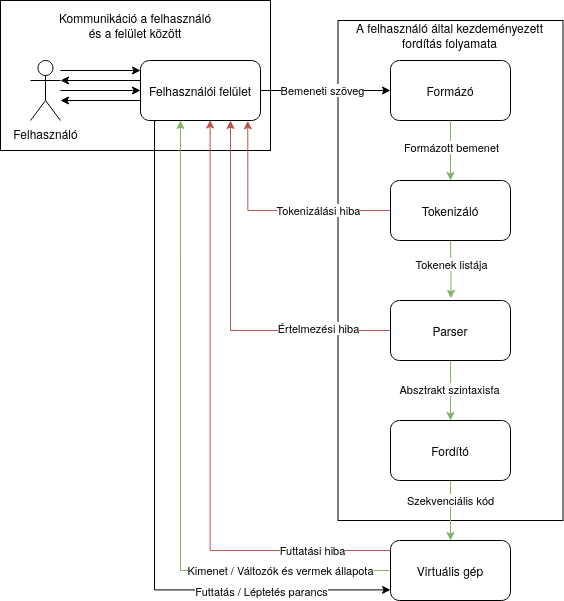 Kommunikáció a felhasználó
és a felület között
A felhasználó által kezdeményezett
fordítás folyamata
Felhasználó
Felhasználói felület
Bemeneti szöveg
Formázó
Formázott bemenet
Tokenizálási hiba
Tokenizáló
Tokenek listája
Értelmezési hiba
Parser
Absztrakt szintaxisfa
Fordító
Szekvenciális kód
Futtatási hiba
Kimenet / Változók és vermek állapota
Virtuális gép
Futtatás / Léptetés parancs